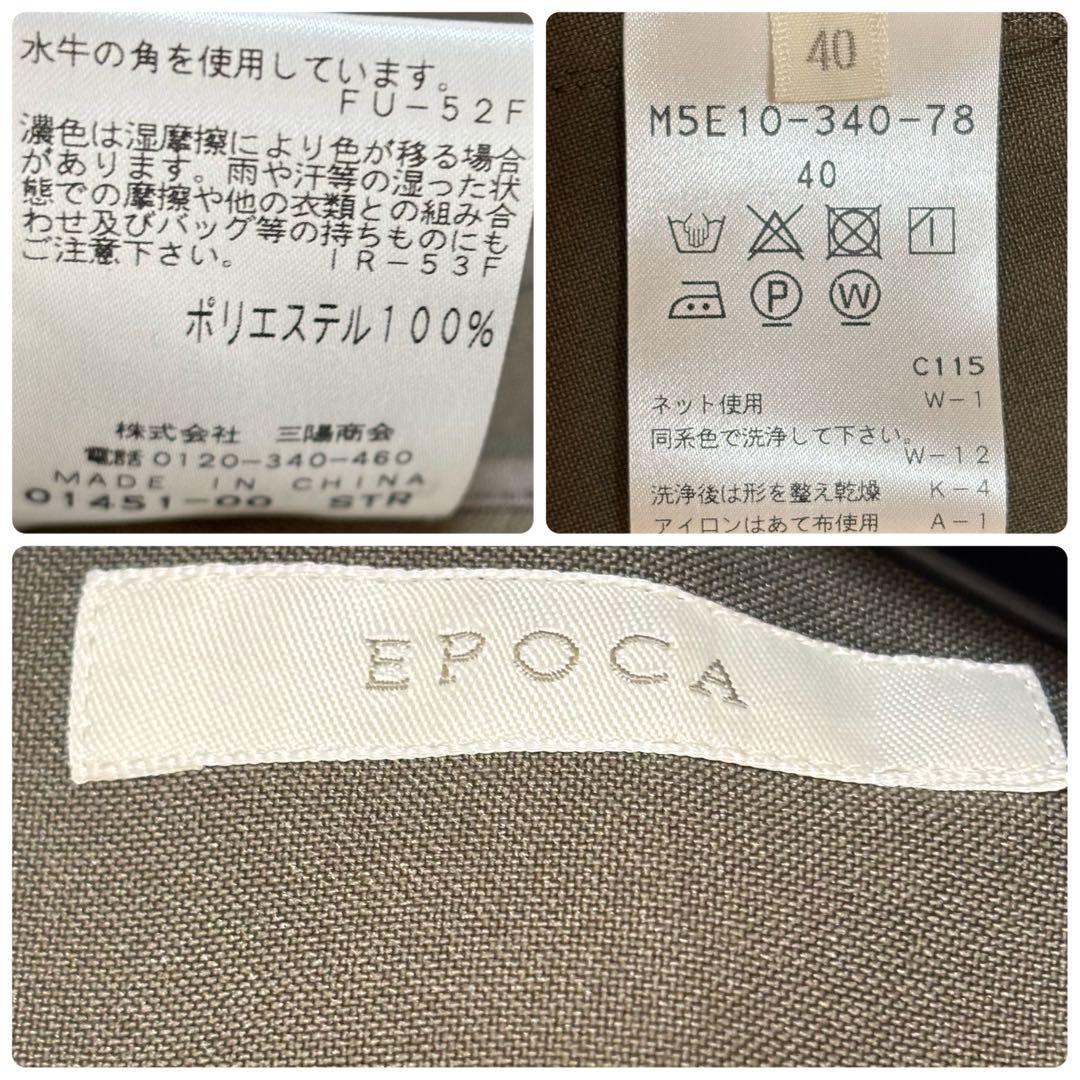 水牛の角を使用しています。
FU-52F
濃色は湿摩擦により色が移る場合
があります。雨や汗等の湿った状
態での摩擦や他の衣類との組み合
わせ及びバッグ等の持ちものにも
ご注意下さい。 IR-53F
ポリエステル100%
株式会社 三陽商会
電話0120-340-460
MADE IN CHINA
01451-00 STR
40
M5E10-340-78
40
1
P W
C115
ネット使用 W-1
同系色で洗浄して下さい。
W-12
洗浄後は形を整え乾燥 K-4
アイロンはあて布使用 A-1
EPOCA